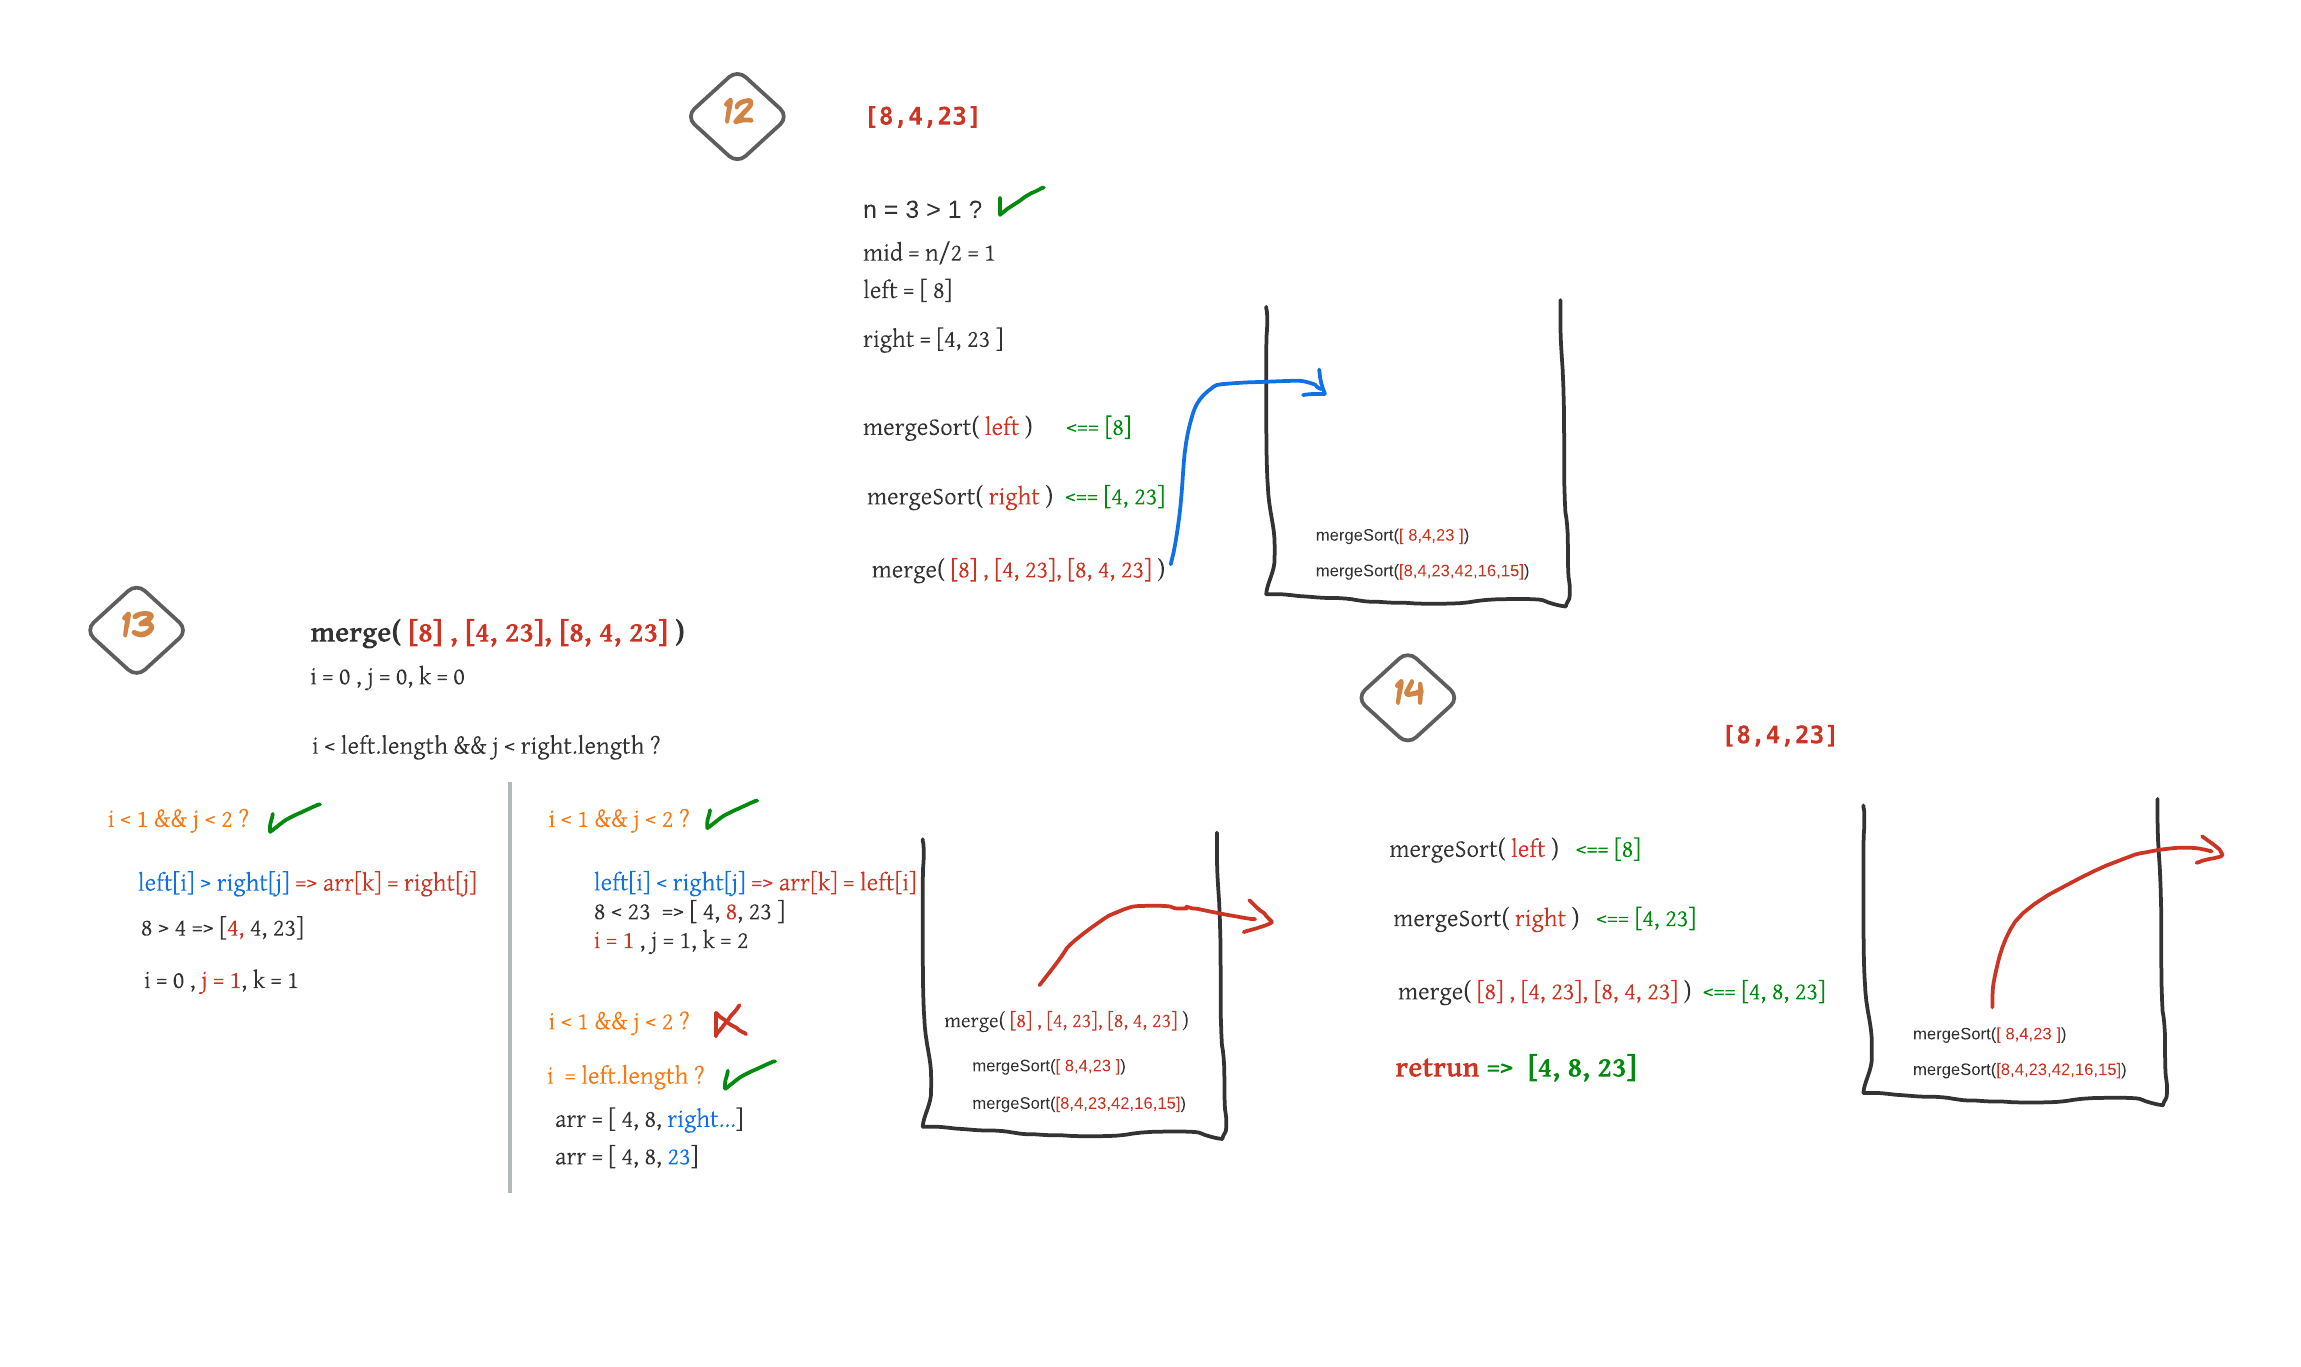 12
[8,4,23]
n = 3 > 1 ?
mid = n/2 = 1
left = [ 8]
right = [4, 23 ]
mergeSort( left ) <== [8]
mergeSort( right ) <== [4, 23]
merge( [8] , [4, 23], [8, 4, 23] )
mergeSort([ 8,4,23 ])
mergeSort([8,4,23,42,16,15])
13
merge( [8] , [4, 23], [8, 4, 23] )
i = 0 , j = 0, k = 0
i < left.length && j < right.length ?
i < 1 && j < 2 ?
left[i] > right[j] => arr[k] = right[j]
8 > 4 => [4, 4, 23]
i = 0 , j = 1, k = 1
i < 1 && j < 2 ?
left[i] < right[j] => arr[k] = left[i]
8 < 23 => [ 4, 8, 23 ]
i = 1 , j = 1, k = 2
i < 1 && j < 2 ?
i = left.length ?
arr = [ 4, 8, right...]
arr = [ 4, 8, 23]
merge( [8] , [4, 23], [8, 4, 23] )
mergeSort([ 8,4,23 ])
mergeSort([8,4,23,42,16,15])
14
[8,4,23]
mergeSort( left ) <== [8]
mergeSort( right ) <== [4, 23]
merge( [8] , [4, 23], [8, 4, 23] ) <== [4, 8, 23]
retrun => [4, 8, 23]
mergeSort([ 8,4,23 ])
mergeSort([8,4,23,42,16,15])